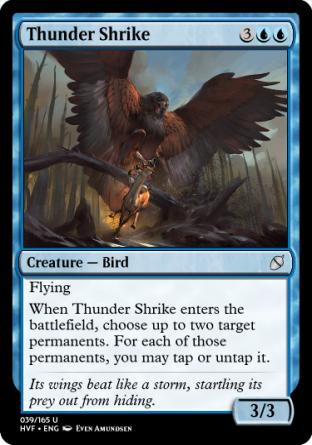 Thunder Shrike 3
Creature — Bird
Flying
When Thunder Shrike enters the
battlefield, choose up to two target
permanents. For each of those
permanents, you may tap or untap it.
Its wings beat like a storm, startling its
prey out from hiding.
3/3
039/165 U
HVF • ENG Even Amundsen